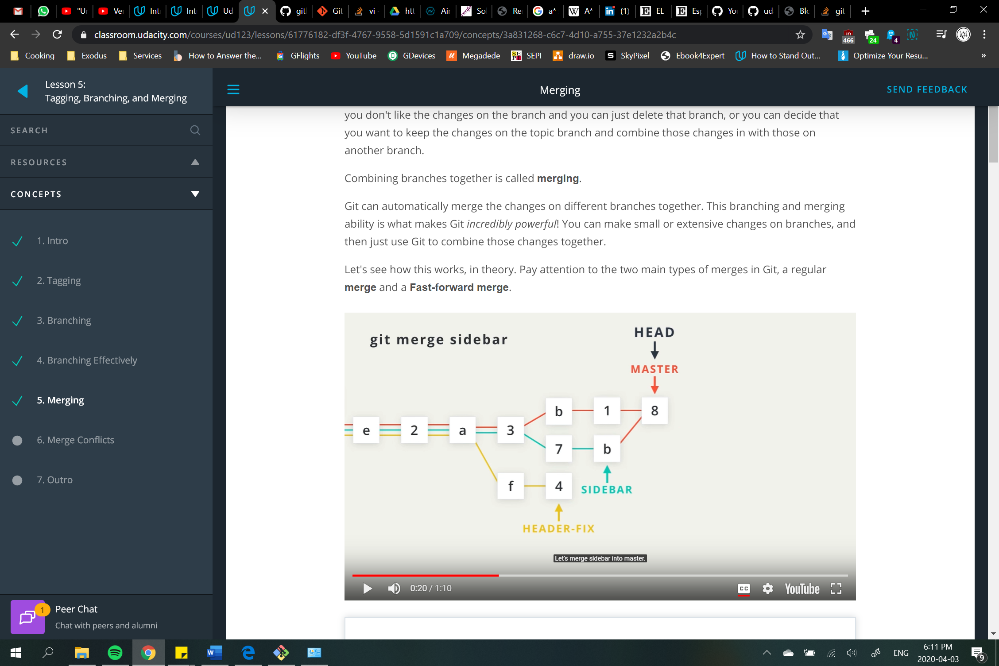 "U
Ve
Int
Int
Ud
git
Git
vi -
htt
Air
So
Re
a*
A*
(1)
EL
Esp
Yo
ud
Blc
git
classroom.udacity.com/courses/ud123/lessons/61776182-df3f-4767-9558-5d1591c1a709/concepts/3a831268-c6c7-4d10-a755-37e1232a2b4c
466
24
4
Cooking
Exodus
Services
How to Answer the...
GFlights
YouTube
GDevices
Megadede
SEPI
draw.io
SkyPixel
Ebook4Expert
How to Stand Out...
Optimize Your Resu...
»
Lesson 5:
Tagging, Branching, and Merging
SEARCH
RESOURCES
CONCEPTS
1. Intro
2. Tagging
3. Branching
4. Branching Effectively
5. Merging
6. Merge Conflicts
7. Outro
1
Peer Chat
Chat with peers and alumni
Merging
SEND FEEDBACK
you don't like the changes on the branch and you can just delete that branch, or you can decide that
you want to keep the changes on the topic branch and combine those changes in with those on
another branch.
Combining branches together is called merging.
Git can automatically merge the changes on different branches together. This branching and merging
ability is what makes Git incredibly powerful! You can make small or extensive changes on branches, and
then just use Git to combine those changes together.
Let's see how this works, in theory. Pay attention to the two main types of merges in Git, a regular
merge and a Fast-forward merge.
git merge sidebar
HEAD
MASTER
b 1 8
e 2 a 3
7 b
f 4
SIDEBAR
HEADER-FIX
Let's merge sidebar into master.
0:20 / 1:10
CC
YouTube
ENG
6:11 PM
2020-04-03
9